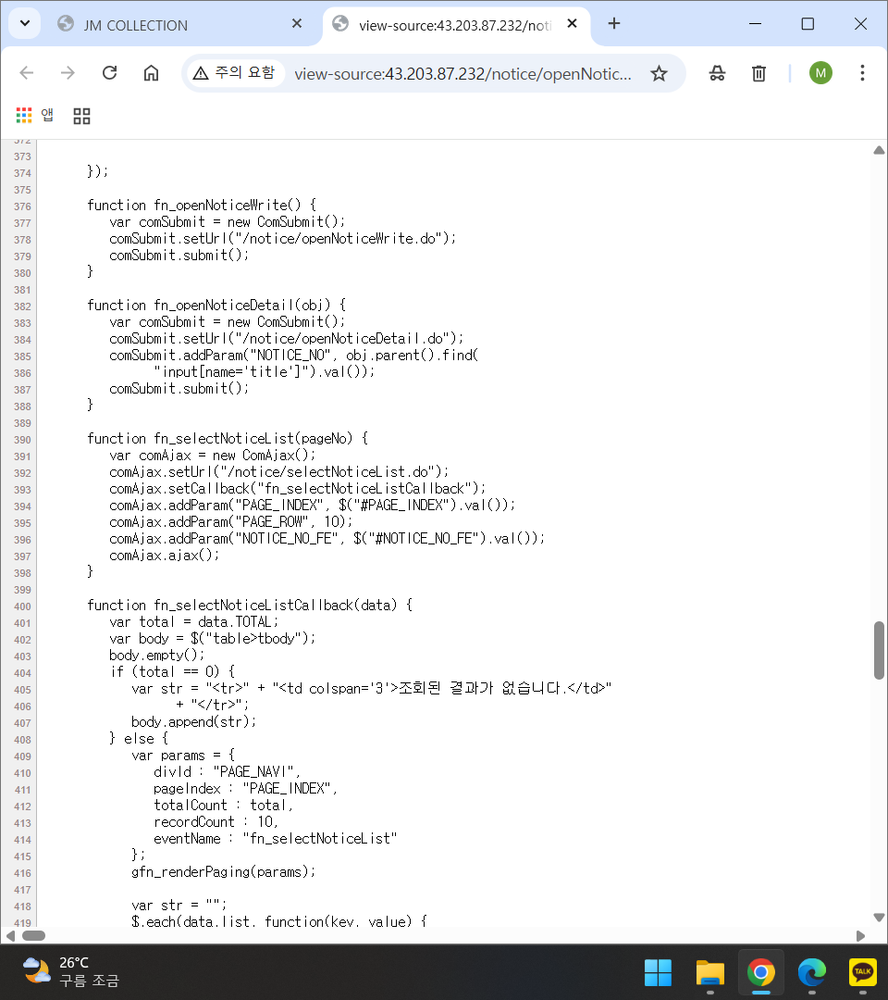 JM COLLECTION
view-source:43.203.87.232/noti
주의 요함
view-source:43.203.87.232/notice/openNotic...
M
앱
372
373
374 });
375
376 function fn_openNoticeWrite() {
377 var comSubmit = new ComSubmit();
378 comSubmit.setUrl("/notice/openNoticeWrite.do");
379 comSubmit.submit();
380 }
381
382 function fn_openNoticeDetail(obj) {
383 var comSubmit = new ComSubmit();
384 comSubmit.setUrl("/notice/openNoticeDetail.do");
385 comSubmit.addParam("NOTICE_NO", obj.parent().find(
386 "input[name='title']").val());
387 comSubmit.submit();
388 }
389
390 function fn_selectNoticeList(pageNo) {
391 var comAjax = new ComAjax();
392 comAjax.setUrl("/notice/selectNoticeList.do");
393 comAjax.setCallback("fn_selectNoticeListCallback");
394 comAjax.addParam("PAGE_INDEX", $("#PAGE_INDEX").val());
395 comAjax.addParam("PAGE_ROW", 10);
396 comAjax.addParam("NOTICE_NO_FE", $("#NOTICE_NO_FE").val());
397 comAjax.ajax();
398 }
399
400 function fn_selectNoticeListCallback(data) {
401 var total = data.TOTAL;
402 var body = $("table>tbody");
403 body.empty();
404 if (total == 0) {
405 var str = "<tr>" + "<td colspan='3'>조회된 결과가 없습니다.</td>"
406 + "</tr>";
407 body.append(str);
408 } else {
409 var params = {
410 divId : "PAGE_NAVI",
411 pageIndex : "PAGE_INDEX",
412 totalCount : total,
413 recordCount : 10,
414 eventName : "fn_selectNoticeList"
415 };
416 gfn_renderPaging(params);
417
418 var str = "";
419 $.each(data.list, function(key, value) {
26°C
구름 조금
TALK